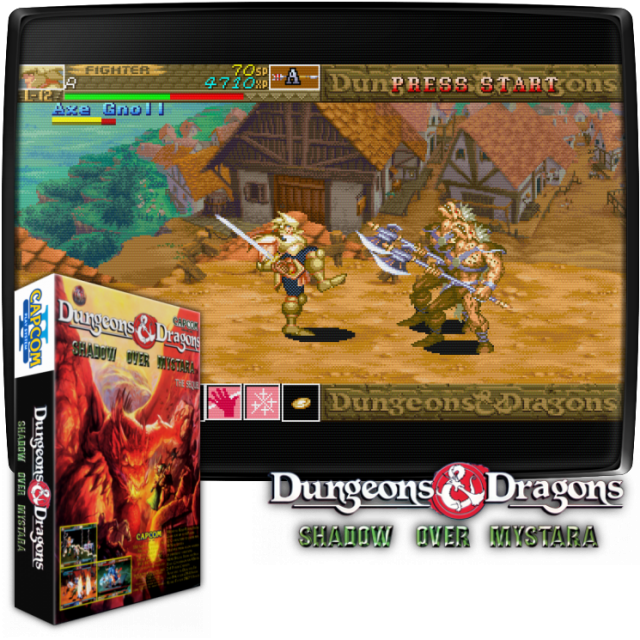 FIGHTER
70SP
A
4710XP
A
Dungeons & Dragons
PRESS START
Axe Gnoll
Dungeons&Dragons
CAPCOM
Dungeons & Dragons
SHADOW OVER MYSTARA
CAPCOM
Dungeons & Dragons
SHADOW OVER MYSTARA
Dungeons & Dragons
SHADOW OVER MYSTARA